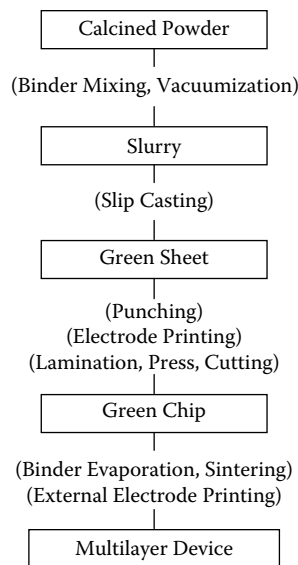 Calcined Powder
(Binder Mixing, Vacuumization)
Slurry
(Slip Casting)
Green Sheet
(Punching)
(Electrode Printing)
(Lamination, Press, Cutting)
Green Chip
(Binder Evaporation, Sintering)
(External Electrode Printing)
Multilayer Device